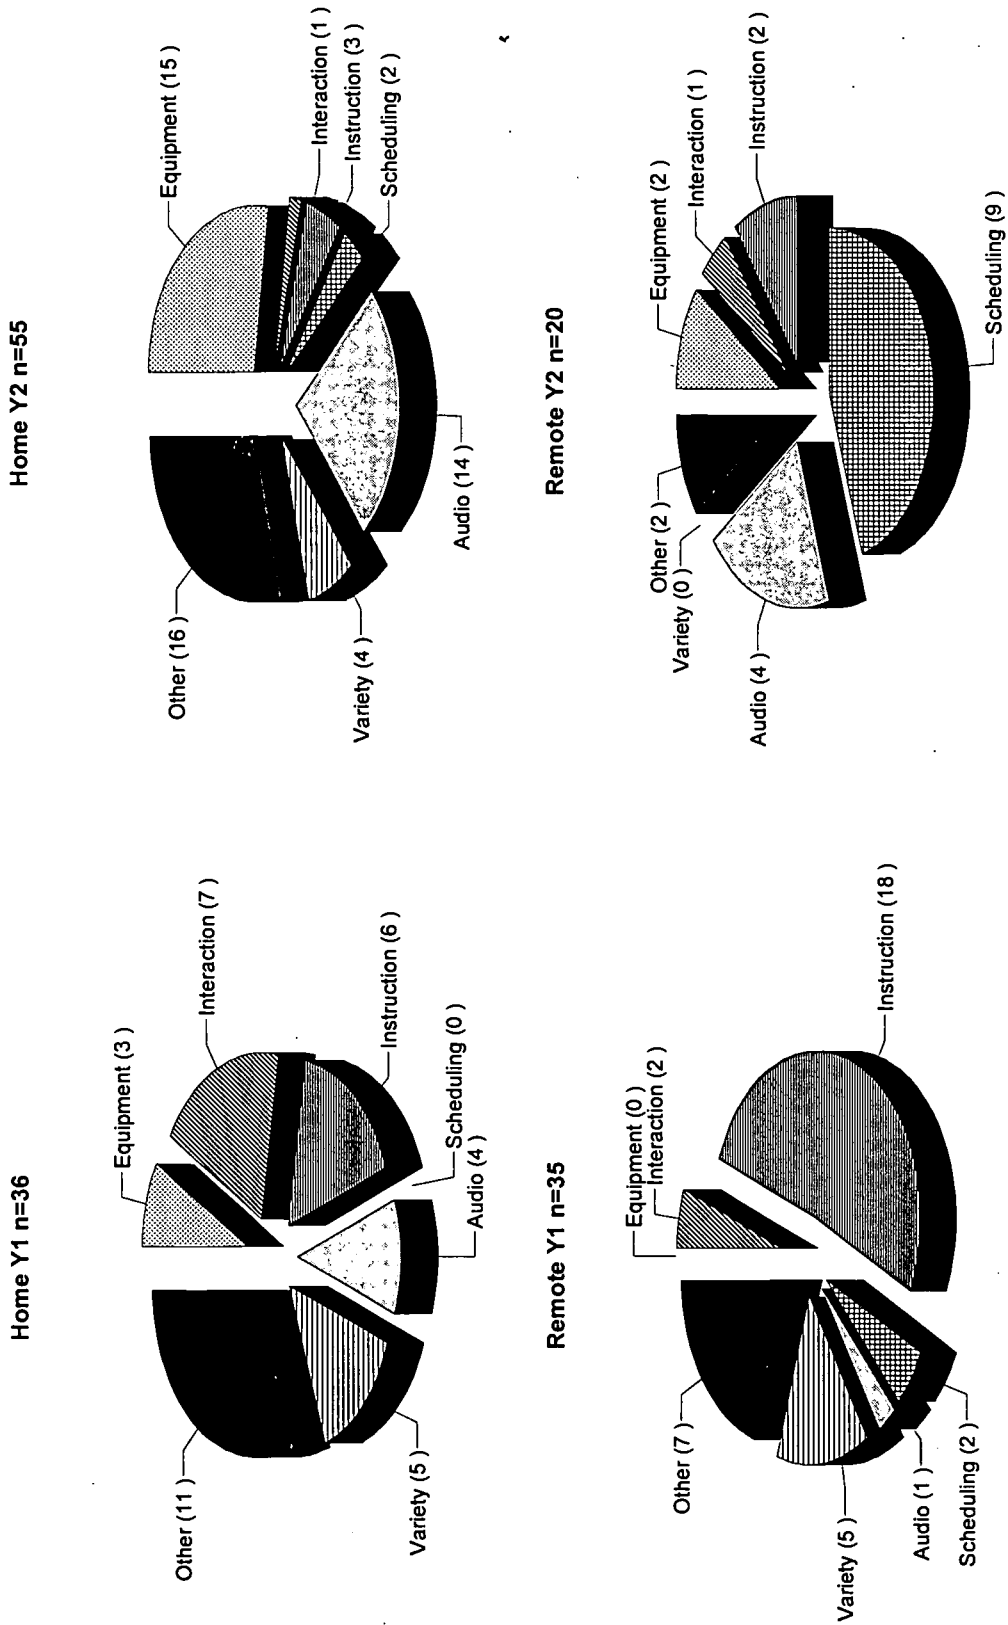 Home Y1 n=36
Equipment (3 )
Interaction (7 )
Instruction (6 )
Scheduling (0 )
Audio (4 )
Variety (5 )
Other (11 )
Home Y2 n=55
Equipment (15 )
Interaction (1 )
Instruction (3 )
Scheduling (2 )
Audio (14 )
Variety (4 )
Other (16 )
Remote Y1 n=35
Equipment (0 )
Interaction (2 )
Instruction (18 )
Scheduling (2 )
Audio (1 )
Variety (5 )
Other (7 )
Remote Y2 n=20
Equipment (2 )
Interaction (1 )
Instruction (2 )
Scheduling (9 )
Audio (4 )
Variety (0 )
Other (2 )